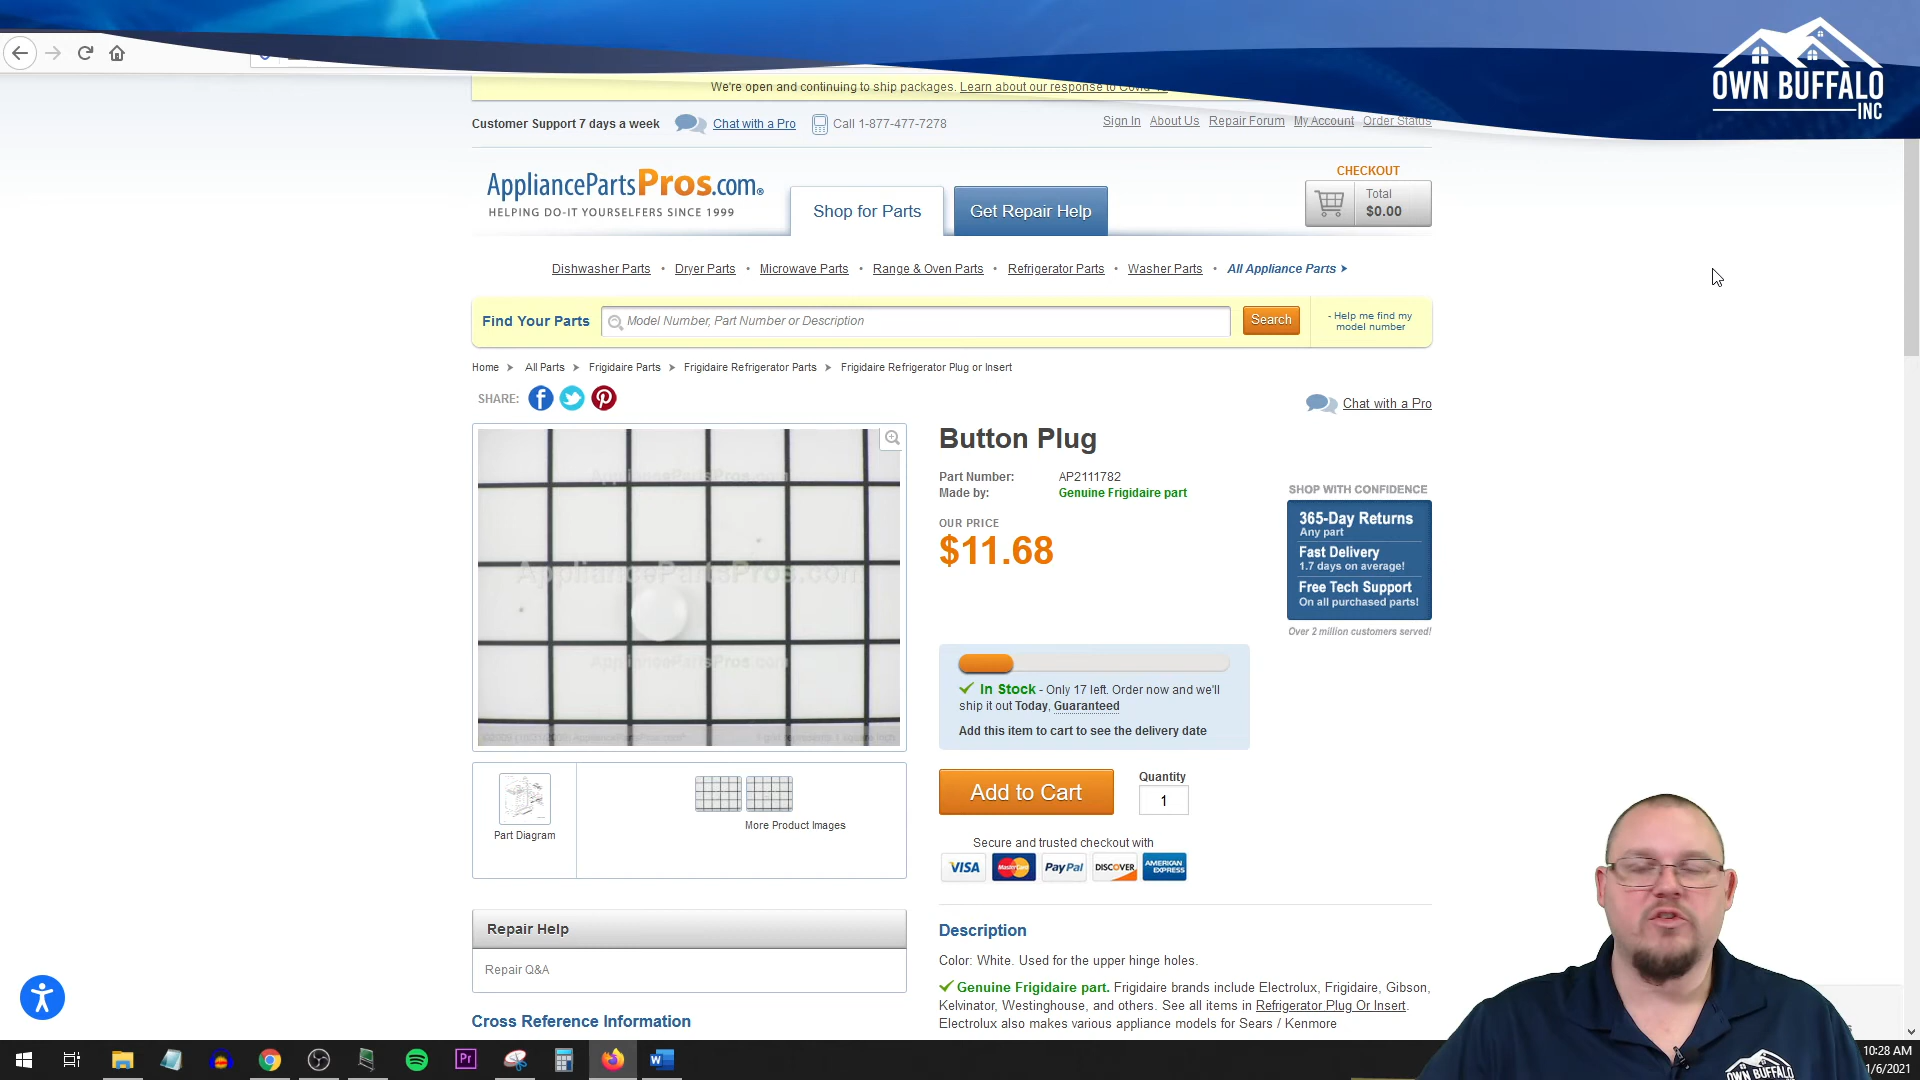 OWN BUFFALO
INC
We're open and continuing to ship packages. Learn about our response to
Customer Support 7 days a week
Chat with a Pro
Call 1-877-477-7278
Sign In
About Us
Repair Forum
My Account
Order Status
AppliancePartsPros.com®
HELPING DO-IT YOURSELFERS SINCE 1999
Shop for Parts
Get Repair Help
CHECKOUT
Total
$0.00
Dishwasher Parts • Dryer Parts • Microwave Parts • Range & Oven Parts • Refrigerator Parts • Washer Parts • All Appliance Parts
Find Your Parts
Model Number, Part Number or Description
Search
- Help me find my
model number
Home
All Parts
Frigidaire Parts
Frigidaire Refrigerator Parts
Frigidaire Refrigerator Plug or Insert
SHARE:
Chat with a Pro
AppliancePartsPros.com
AppliancePartsPros.com
AppliancePartsPros.com
Button Plug
Part Number: AP2111782
Made by: Genuine Frigidaire part
OUR PRICE
$11.68
SHOP WITH CONFIDENCE
365-Day Returns
Any part
Fast Delivery
1.7 days on average!
Free Tech Support
On all purchased parts!
Over 2 million customers served!
In Stock - Only 17 left. Order now and we'll
ship it out Today, Guaranteed
Add this item to cart to see the delivery date
Add to Cart
Quantity
1
Part Diagram
More Product Images
Secure and trusted checkout with
VISA
MasterCard
PayPal
DISCOVER
AMERICAN
EXPRESS
Repair Help
Repair Q&A
Cross Reference Information
Description
Color: White. Used for the upper hinge holes.
Genuine Frigidaire part. Frigidaire brands include Electrolux, Frigidaire, Gibson,
Kelvinator, Westinghouse, and others. See all items in Refrigerator Plug Or Insert.
Electrolux also makes various appliance models for Sears / Kenmore
Pr
10:28 AM
1/6/2021
OWN BUFFALO